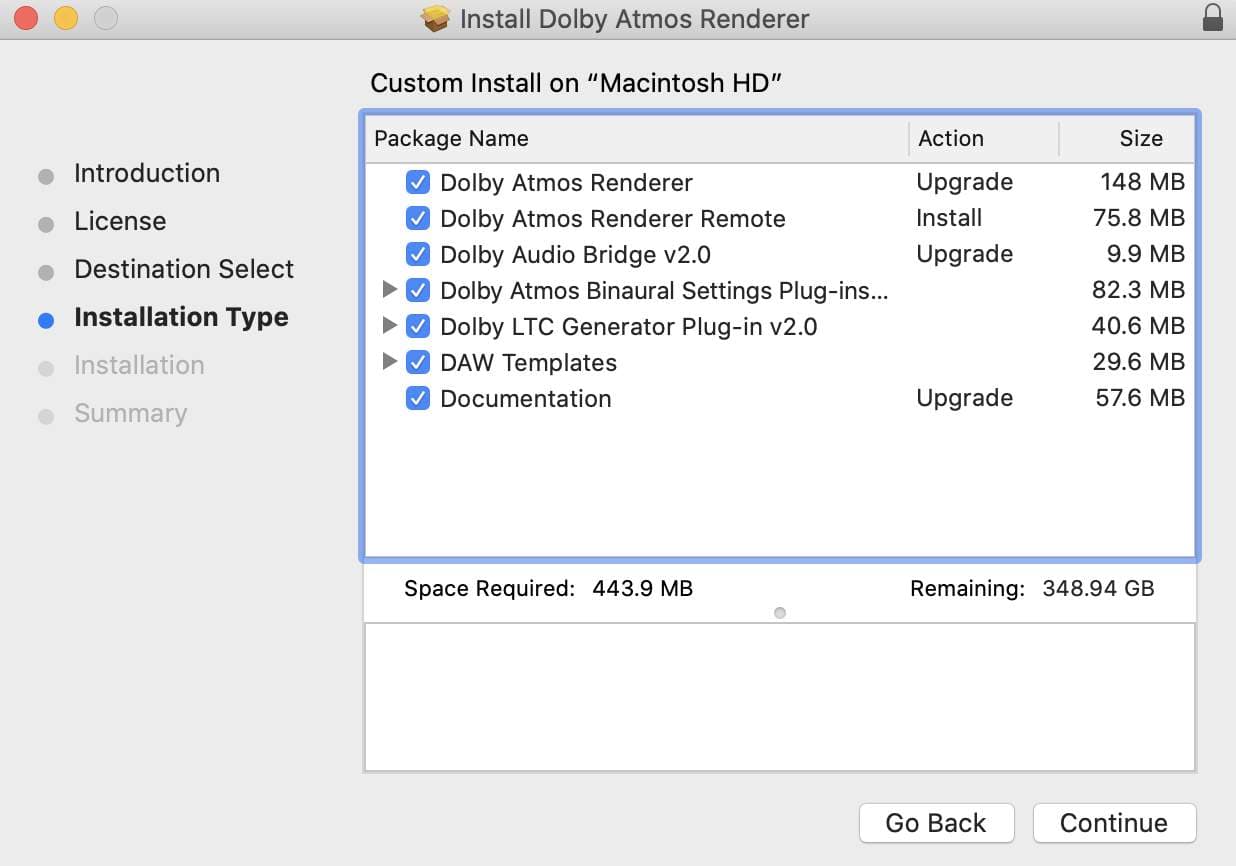 Install Dolby Atmos Renderer
Custom Install on “Macintosh HD”
Introduction
License
Destination Select
Installation Type
Installation
Summary
Package Name Action Size
Dolby Atmos Renderer Upgrade 148 MB
Dolby Atmos Renderer Remote Install 75.8 MB
Dolby Audio Bridge v2.0 Upgrade 9.9 MB
Dolby Atmos Binaural Settings Plug-ins... 82.3 MB
Dolby LTC Generator Plug-in v2.0 40.6 MB
DAW Templates 29.6 MB
Documentation Upgrade 57.6 MB
Space Required: 443.9 MB Remaining: 348.94 GB
Go Back Continue